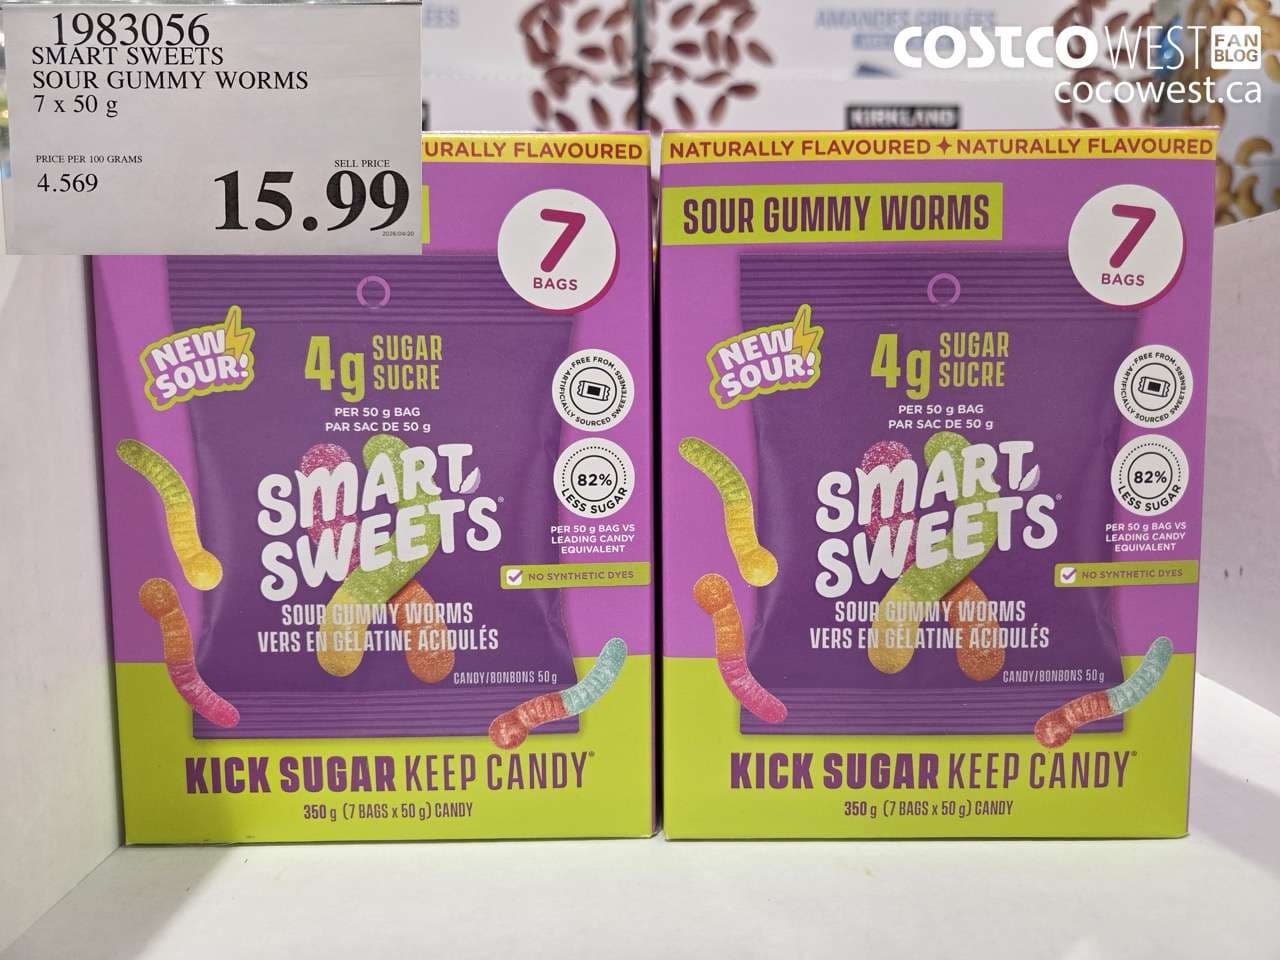 1983056
SMART SWEETS
SOUR GUMMY WORMS
7 x 50 g
PRICE PER 100 GRAMS
4.569
SELL PRICE
15.99
AMANDES GRILLÉES
COSTCO WEST FAN BLOG
cocowest.ca
KIRKLAND
URALLY FLAVOURED
7
BAGS
NEW
SOUR!
4g SUGAR
SUCRE
PER 50 g BAG
PAR SAC DE 50 g
FREE FROM
ARTIFICIALLY SOURCED SWEETENERS
82%
LESS SUGAR
PER 50 g BAG VS
LEADING CANDY
EQUIVALENT
NO SYNTHETIC DYES
SMART
SWEETS®
SOUR GUMMY WORMS
VERS EN GÉLATINE ACIDULÉS
CANDY/BONBONS 50g
KICK SUGAR KEEP CANDY®
350 g (7 BAGS x 50 g) CANDY
NATURALLY FLAVOURED NATURALLY FLAVOURED
SOUR GUMMY WORMS
7
BAGS
NEW
SOUR!
4g SUGAR
SUCRE
PER 50 g BAG
PAR SAC DE 50 g
FREE FROM
ARTIFICIALLY SOURCED SWEETENERS
82%
LESS SUGAR
PER 50 g BAG VS
LEADING CANDY
EQUIVALENT
NO SYNTHETIC DYES
SMART
SWEETS®
SOUR GUMMY WORMS
VERS EN GÉLATINE ACIDULÉS
CANDY/BONBONS 50g
KICK SUGAR KEEP CANDY®
350 g (7 BAGS x 50 g) CANDY